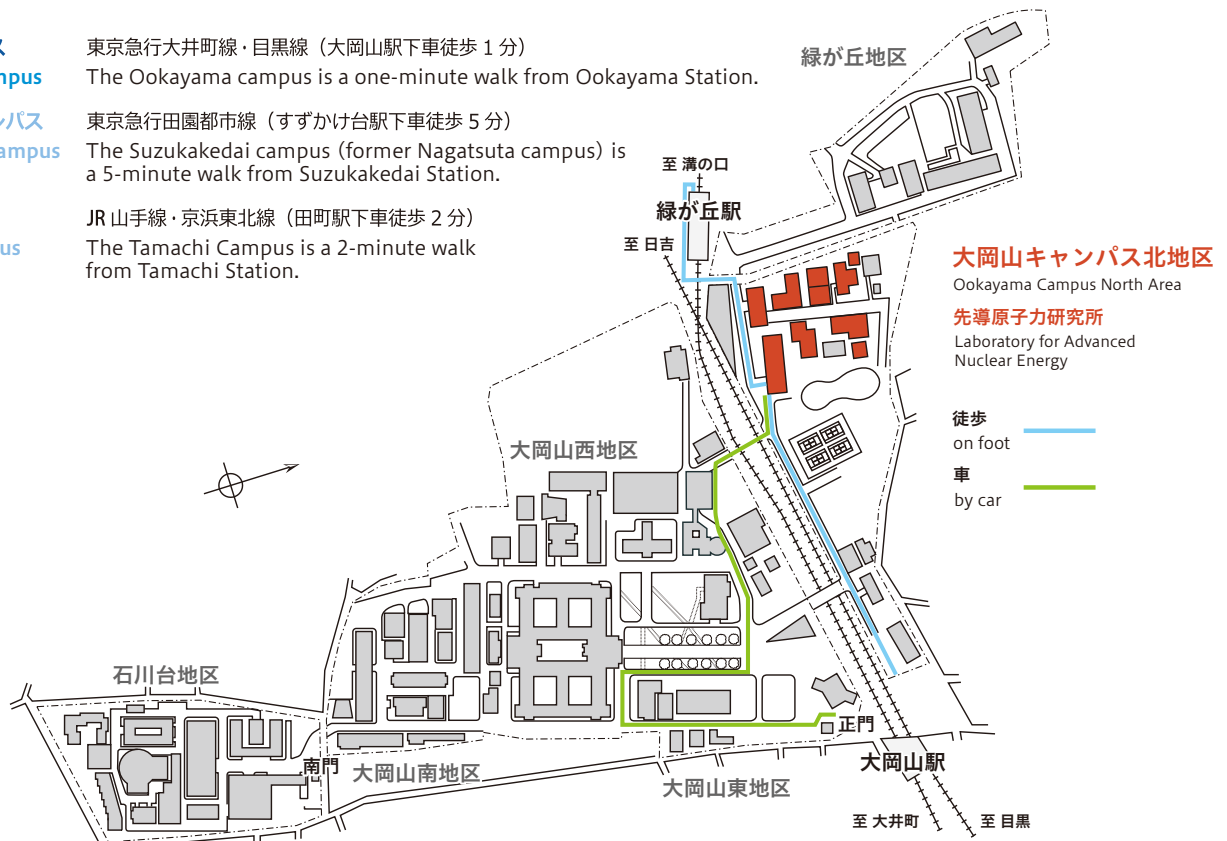 ス
東京急行大井町線・目黒線（大岡山駅下車徒歩 1 分）
mpus
The Ookayama campus is a one-minute walk from Ookayama Station.
ンパス
東京急行田園都市線（すずかけ台駅下車徒歩 5 分）
ampus
The Suzukakedai campus (former Nagatsuta campus) is
a 5-minute walk from Suzukakedai Station.
JR 山手線・京浜東北線（田町駅下車徒歩 2 分）
us
The Tamachi Campus is a 2-minute walk
from Tamachi Station.
緑が丘地区
至 溝の口
緑が丘駅
至 日吉
大岡山キャンパス北地区
Ookayama Campus North Area
先導原子力研究所
Laboratory for Advanced
Nuclear Energy
徒歩
on foot
車
by car
大岡山西地区
石川台地区
南門
大岡山南地区
大岡山東地区
正門
大岡山駅
至 大井町
至 目黒